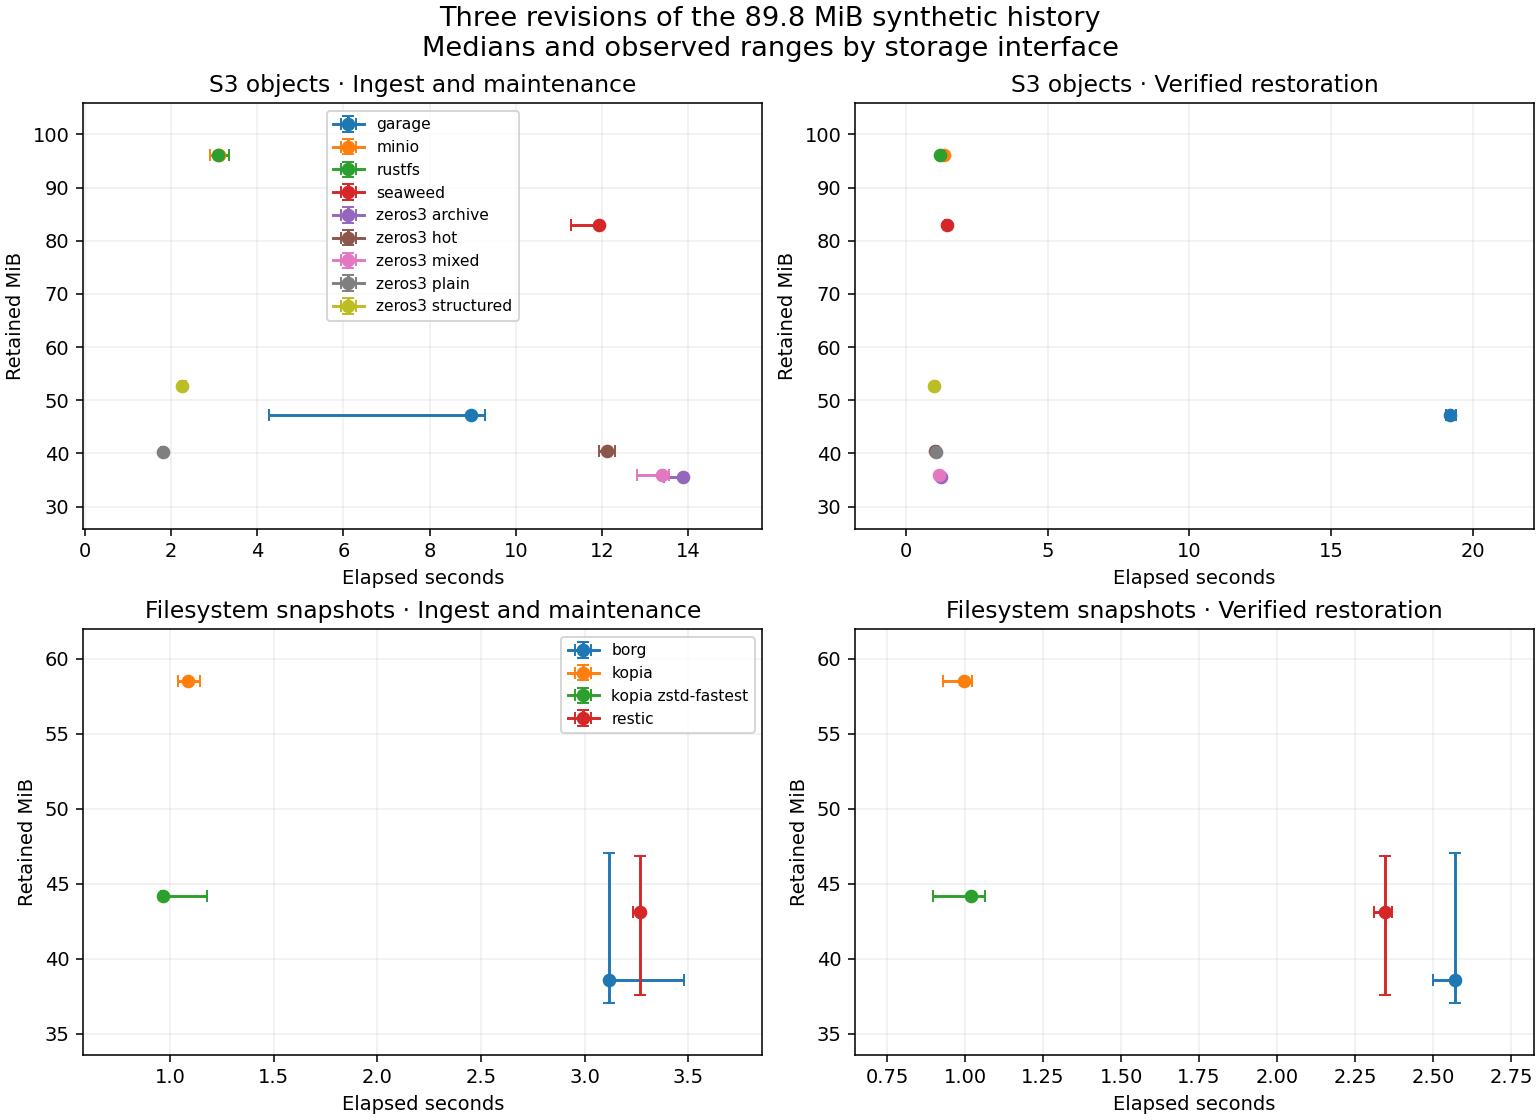 Three revisions of the 89.8 MiB synthetic history
Medians and observed ranges by storage interface
S3 objects · Ingest and maintenance
Retained MiB
100
90
80
70
60
50
40
30
garage
minio
rustfs
seaweed
zeros3 archive
zeros3 hot
zeros3 mixed
zeros3 plain
zeros3 structured
0 2 4 6 8 10 12 14
Elapsed seconds
S3 objects · Verified restoration
Retained MiB
100
90
80
70
60
50
40
30
0 5 10 15 20
Elapsed seconds
Filesystem snapshots · Ingest and maintenance
Retained MiB
60
55
50
45
40
35
borg
kopia
kopia zstd-fastest
restic
1.0 1.5 2.0 2.5 3.0 3.5
Elapsed seconds
Filesystem snapshots · Verified restoration
Retained MiB
60
55
50
45
40
35
0.75 1.00 1.25 1.50 1.75 2.00 2.25 2.50 2.75
Elapsed seconds